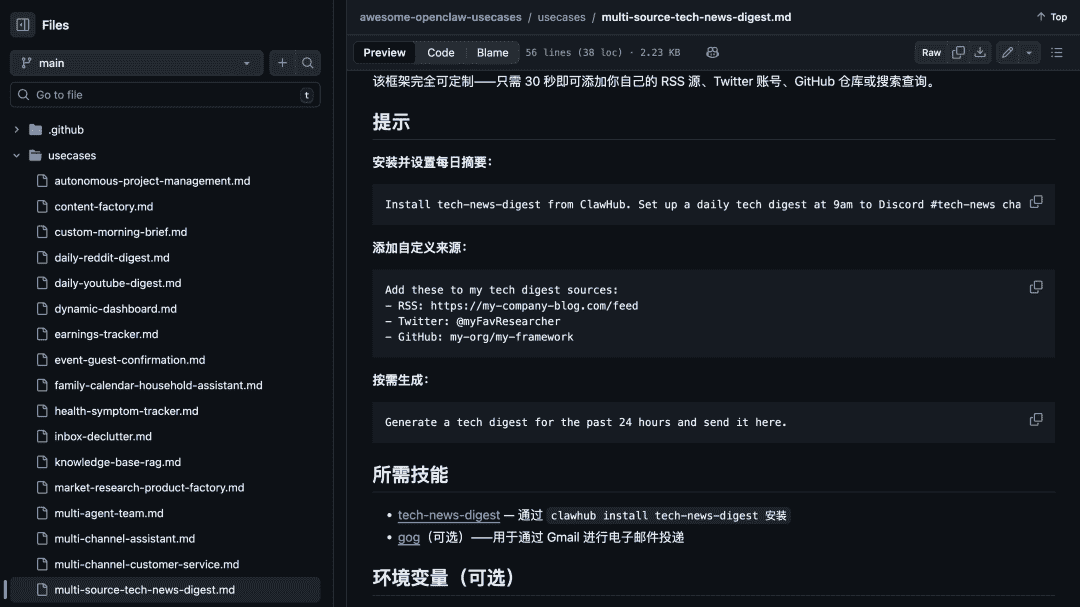 Files
main
Go to file
t
.github
usecases
autonomous-project-management.md
content-factory.md
custom-morning-brief.md
daily-reddit-digest.md
daily-youtube-digest.md
dynamic-dashboard.md
earnings-tracker.md
event-guest-confirmation.md
family-calendar-household-assistant.md
health-symptom-tracker.md
inbox-declutter.md
knowledge-base-rag.md
market-research-product-factory.md
multi-agent-team.md
multi-channel-assistant.md
multi-channel-customer-service.md
multi-source-tech-news-digest.md
awesome-openclaw-usecases / usecases / multi-source-tech-news-digest.md
Top
Preview Code Blame 56 lines (38 loc) · 2.23 KB
Raw
该框架完全可定制——只需 30 秒即可添加你自己的 RSS 源、Twitter 账号、GitHub 仓库或搜索查询。
提示
安装并设置每日摘要：
Install tech-news-digest from ClawHub. Set up a daily tech digest at 9am to Discord #tech-news cha
添加自定义来源：
Add these to my tech digest sources:
- RSS: https://my-company-blog.com/feed
- Twitter: @myFavResearcher
- GitHub: my-org/my-framework
按需生成：
Generate a tech digest for the past 24 hours and send it here.
所需技能
• tech-news-digest — 通过 clawhub install tech-news-digest 安装
• gog（可选）——用于通过 Gmail 进行电子邮件投递
环境变量（可选）